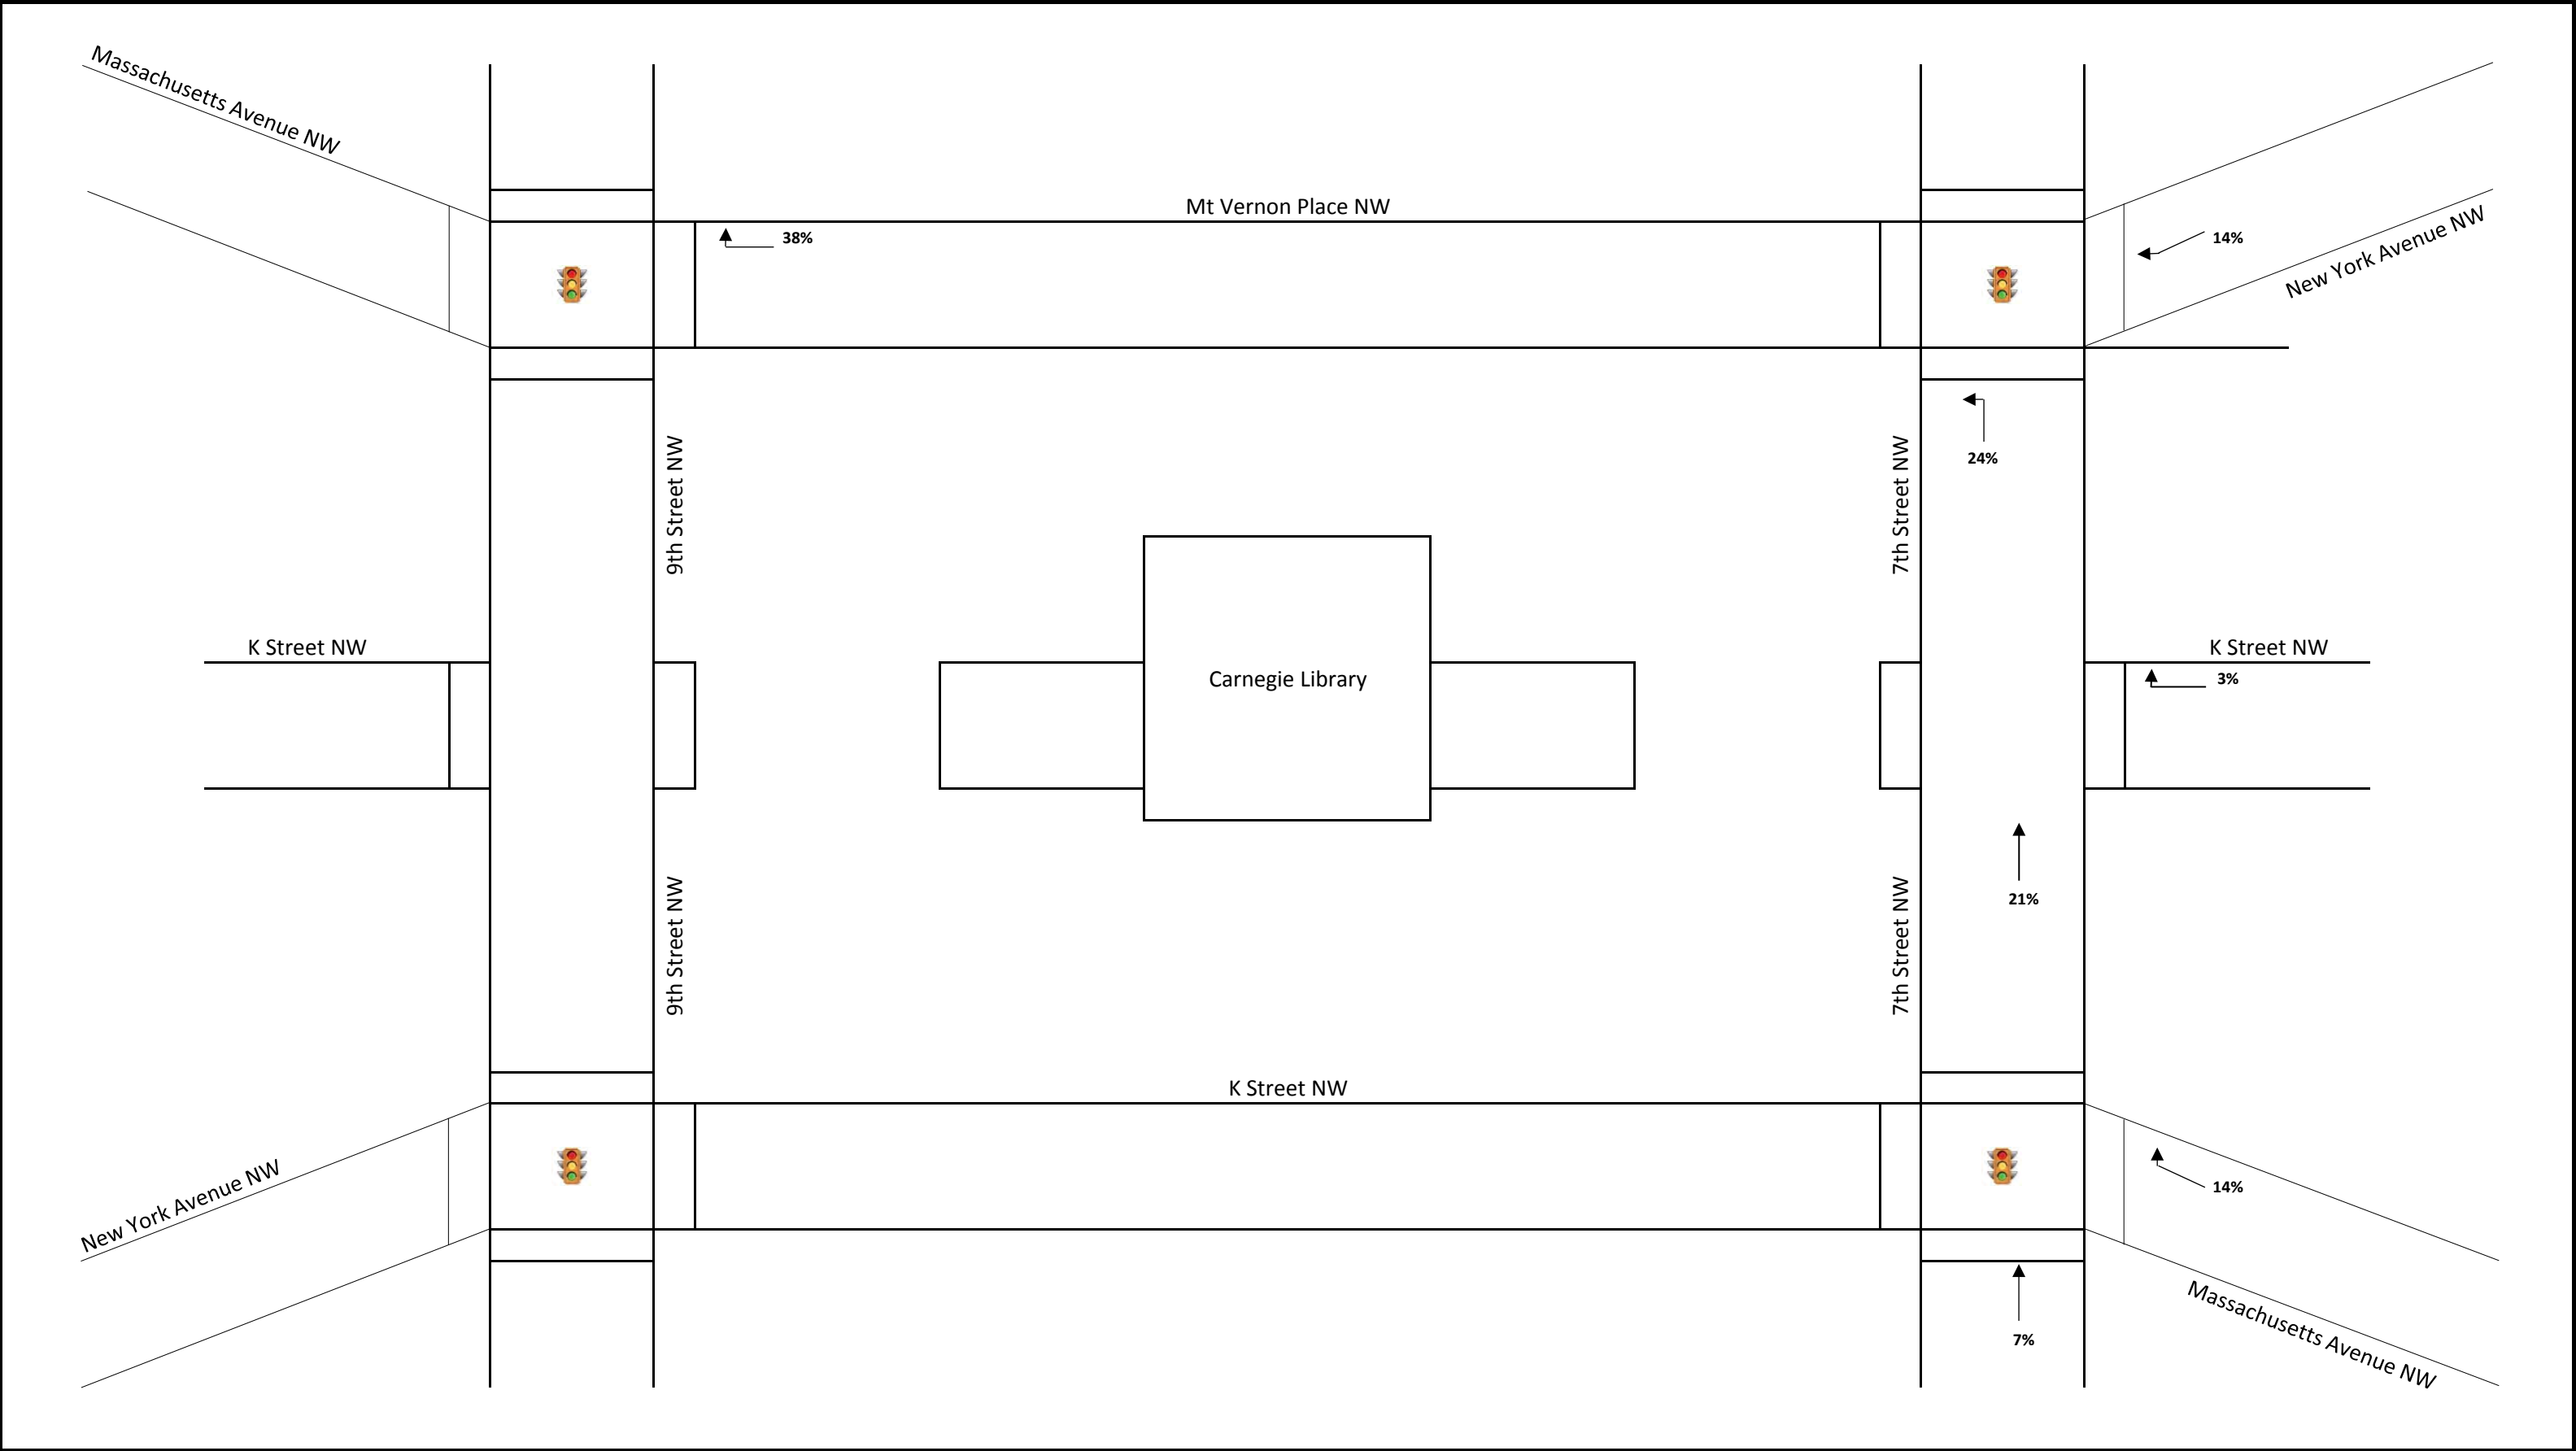 Massachusetts Avenue NW
Mt Vernon Place NW
38%
14%
New York Avenue NW
24%
9th Street NW
7th Street NW
K Street NW
Carnegie Library
K Street NW
3%
21%
9th Street NW
7th Street NW
K Street NW
New York Avenue NW
14%
Massachusetts Avenue NW
7%